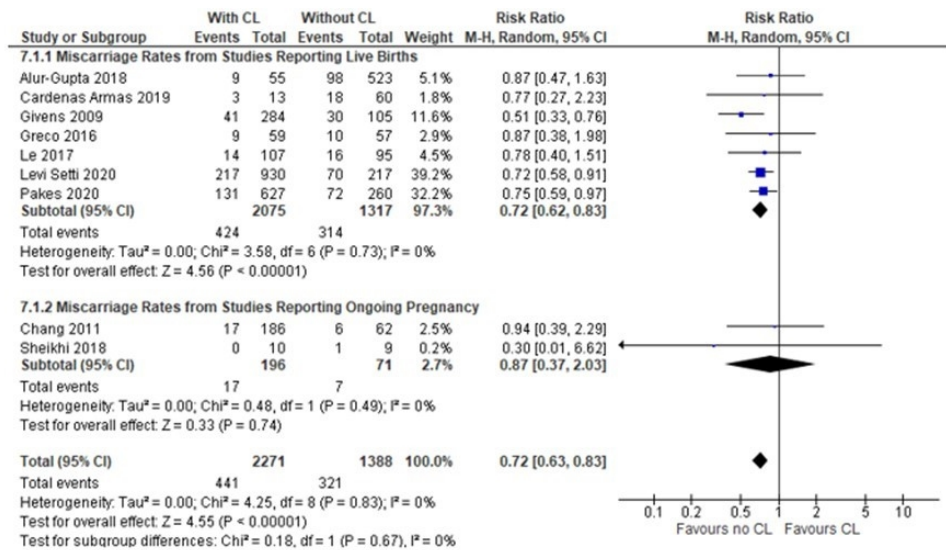 With CL Without CL Risk Ratio Risk Ratio
Study or Subgroup Events Total Events Total Weight M-H, Random, 95% CI M-H, Random, 95% CI
7.1.1 Miscarriage Rates from Studies Reporting Live Births
Alur-Gupta 2018 9 55 98 523 5.1% 0.87 [0.47, 1.63]
Cardenas Armas 2019 3 13 18 60 1.8% 0.77 [0.27, 2.23]
Givens 2009 41 284 30 105 11.6% 0.51 [0.33, 0.76]
Greco 2016 9 59 10 57 2.9% 0.87 [0.38, 1.98]
Le 2017 14 107 16 95 4.5% 0.78 [0.40, 1.51]
Levi Setti 2020 217 930 70 217 39.2% 0.72 [0.58, 0.91]
Pakes 2020 131 627 72 260 32.2% 0.75 [0.59, 0.97]
Subtotal (95% CI) 2075 1317 97.3% 0.72 [0.62, 0.83]
Total events 424 314
Heterogeneity: Tau² = 0.00; Chi² = 3.58, df = 6 (P = 0.73); I² = 0%
Test for overall effect: Z = 4.56 (P < 0.00001)
7.1.2 Miscarriage Rates from Studies Reporting Ongoing Pregnancy
Chang 2011 17 186 6 62 2.5% 0.94 [0.39, 2.29]
Sheikhi 2018 0 10 1 9 0.2% 0.30 [0.01, 6.62]
Subtotal (95% CI) 196 71 2.7% 0.87 [0.37, 2.03]
Total events 17 7
Heterogeneity: Tau² = 0.00; Chi² = 0.48, df = 1 (P = 0.49); I² = 0%
Test for overall effect: Z = 0.33 (P = 0.74)
Total (95% CI) 2271 1388 100.0% 0.72 [0.63, 0.83]
Total events 441 321
Heterogeneity: Tau² = 0.00; Chi² = 4.25, df = 8 (P = 0.83); I² = 0%
Test for overall effect: Z = 4.55 (P < 0.00001)
Test for subgroup differences: Chi² = 0.18, df = 1 (P = 0.67), I² = 0%
0.1 0.2 0.5 1 2 5 10
Favours no CL Favours CL